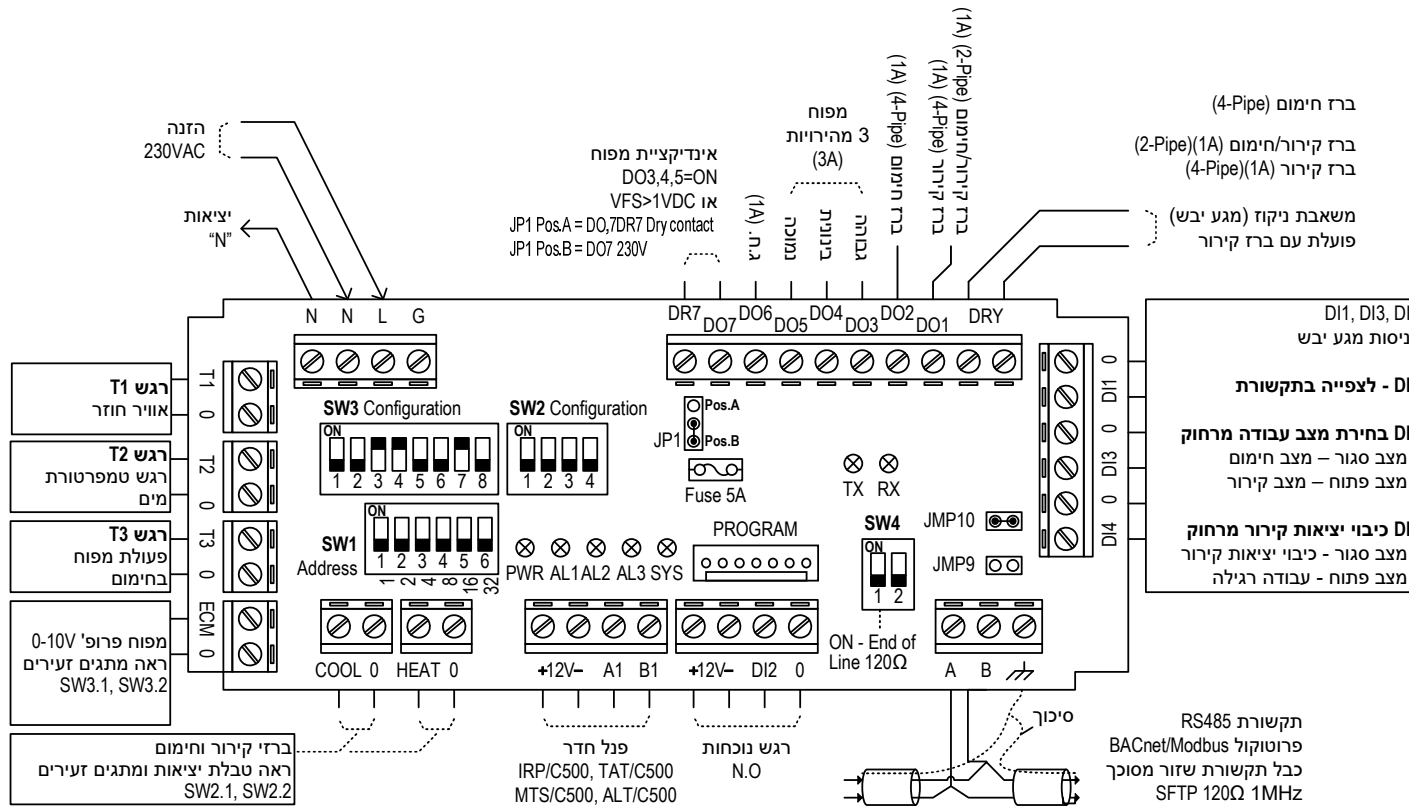 הזנה
230VAC
יציאות
"N"
אינדיקציית מפוח
DO3,4,5=ON
או VFS>1VDC
JP1 Pos.A = DO,7DR7 Dry contact
JP1 Pos.B = DO7 230V
ג.ח. (1A)
מפוח
3 מהירויות
(3A)
נמוכה
בינונית
גבוהה
ברז חימום (4-Pipe) (1A)
ברז קירור (4-Pipe) (1A)
ברז קירור/חימום (2-Pipe) (1A)
ברז חימום (4-Pipe)
ברז קירור/חימום (1A)(2-Pipe)
ברז קירור (1A)(4-Pipe)
משאבת ניקוז (מגע יבש)
פועלת עם ברז קירור
N N L G
DR7 DO7 DO6 DO5 DO4 DO3 DO2 DO1 DRY
T1 0
רגש T1
אוויר חוזר
T2 0
רגש T2
רגש טמפרטורת
מים
T3 0
רגש T3
פעולת מפוח
בחימום
ECM 0
מפוח פרופ' 0-10V
ראה מתגים זעירים
SW3.1, SW3.2
SW3 Configuration
ON
1 2 3 4 5 6 7 8
SW2 Configuration
ON
1 2 3 4
SW1
Address
ON
1 2 3 4 5 6
1 2 4 8 16 32
JP1
Pos.A
Pos.B
Fuse 5A
TX RX
PWR AL1 AL2 AL3 SYS
PROGRAM
SW4
ON
1 2
ON - End of
Line 120Ω
JMP10
JMP9
0 DI1 0 DI3 0 DI4
DI1, DI3, DI
ניסות מגע יבש
DI - לצפייה בתקשורת
DI בחירת מצב עבודה מרחוק
מצב סגור – מצב חימום
מצב פתוח – מצב קירור
DI כיבוי יציאות קירור מרחוק
מצב סגור - כיבוי יציאות קירור
מצב פתוח - עבודה רגילה
COOL 0 HEAT 0
+12V– A1 B1
+12V– DI2 0
A B
ברזי קירור וחימום
ראה טבלת יציאות ומתגים זעירים
SW2.1, SW2.2
פנל חדר
IRP/C500, TAT/C500
MTS/C500, ALT/C500
רגש נוכחות
N.O
סיכוך
תקשורת RS485
פרוטוקול BACnet/Modbus
כבל תקשורת שזור מסוכך
SFTP 120Ω 1MHz